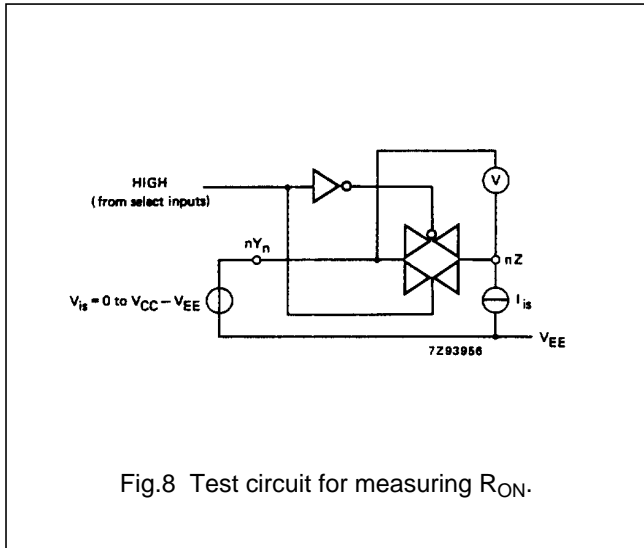 HIGH
(from select inputs)
V
nYn
nZ
Vis = 0 to VCC – VEE
Iis
VEE
7Z93956
Fig.8 Test circuit for measuring RON.